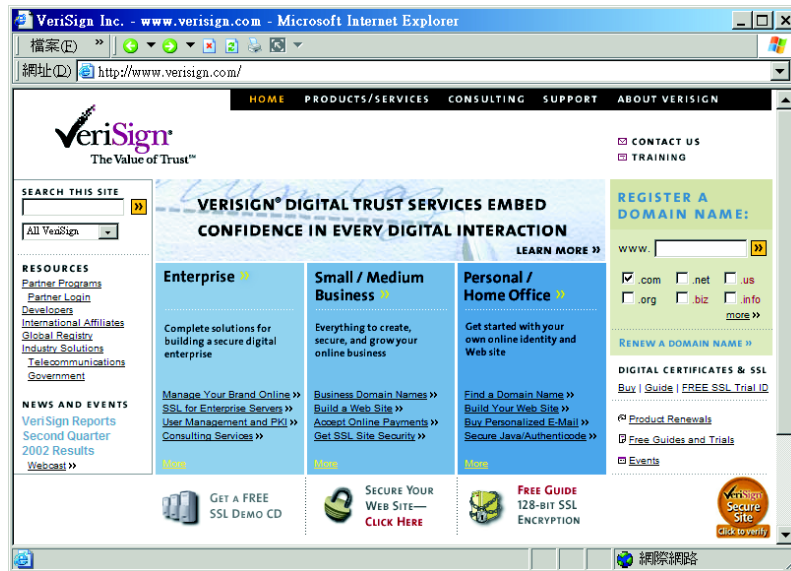 VeriSign Inc. - www.verisign.com - Microsoft Internet Explorer
檔案(F) »
網址(D) http://www.verisign.com/
HOME PRODUCTS/SERVICES CONSULTING SUPPORT ABOUT VERISIGN
VeriSign®
The Value of Trust℠
CONTACT US
TRAINING
SEARCH THIS SITE
»
All VeriSign
RESOURCES
Partner Programs
Partner Login
Developers
International Affiliates
Global Registry
Industry Solutions
Telecommunications
Government
NEWS AND EVENTS
VeriSign Reports
Second Quarter
2002 Results
Webcast »
VERISIGN® DIGITAL TRUST SERVICES EMBED
CONFIDENCE IN EVERY DIGITAL INTERACTION
LEARN MORE »
Enterprise »
Complete solutions for
building a secure digital
enterprise
Manage Your Brand Online »
SSL for Enterprise Servers »
User Management and PKI »
Consulting Services »
More
Small / Medium
Business »
Everything to create,
secure, and grow your
online business
Business Domain Names »
Build a Web Site »
Accept Online Payments »
Get SSL Site Security »
More
Personal /
Home Office »
Get started with your
own online identity and
Web site
Find a Domain Name »
Build Your Web Site »
Buy Personalized E-Mail »
Secure Java/Authenticode »
More
REGISTER A
DOMAIN NAME:
www. »
.com .net .us
.org .biz .info
more »
RENEW A DOMAIN NAME »
DIGITAL CERTIFICATES & SSL
Buy | Guide | FREE SSL Trial ID
Product Renewals
Free Guides and Trials
Events
GET A FREE
SSL DEMO CD
SECURE YOUR
WEB SITE—
CLICK HERE
FREE GUIDE
128-BIT SSL
ENCRYPTION
VeriSign
Secure
Site
Click to verify
網際網路